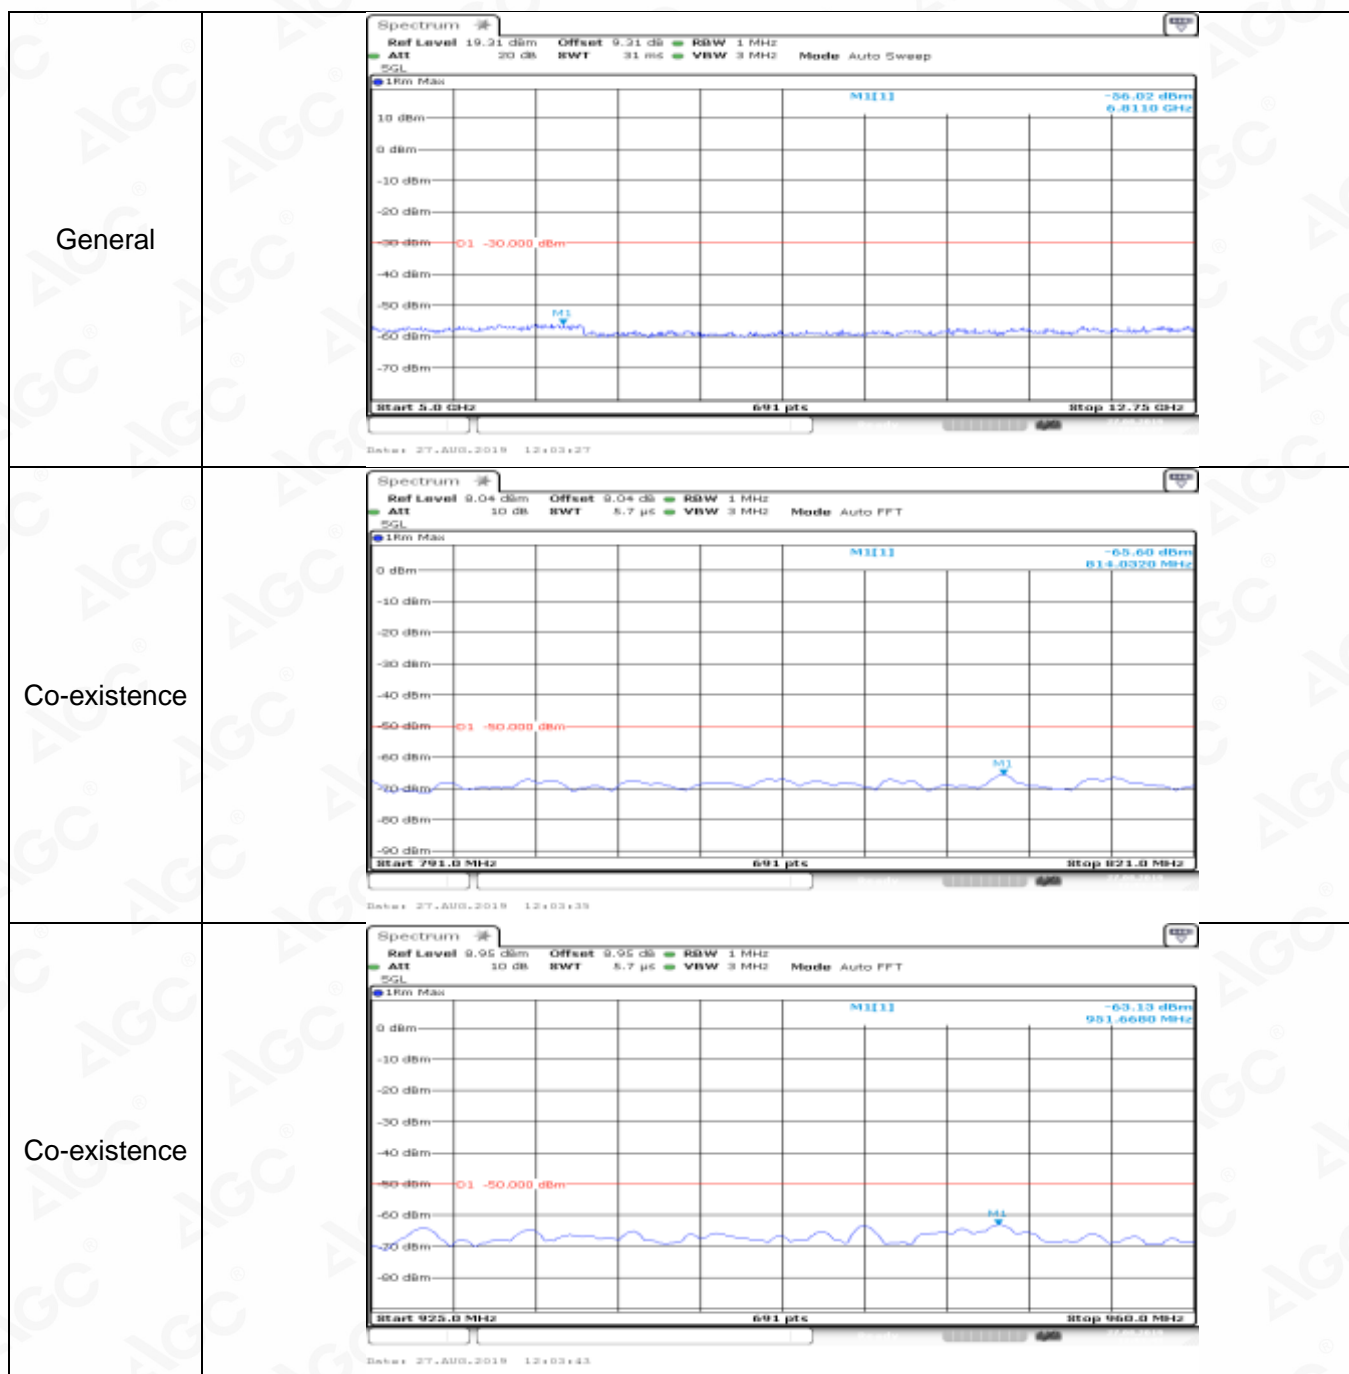 General
Spectrum
Ref Level 19.31 dBm Offset 9.31 dB RBW 1 MHz
Att 20 dB SWT 31 ms VBW 3 MHz Mode Auto Sweep
SGL
1Rm Max
M1[1] -56.02 dBm
6.8110 GHz
10 dBm
0 dBm
-10 dBm
-20 dBm
-30 dBm D1 -30.000 dBm
-40 dBm
-50 dBm
M1
-60 dBm
-70 dBm
Start 5.0 GHz 691 pts Stop 12.75 GHz
Date: 27.AUG.2019 12:03:27
Co-existence
Spectrum
Ref Level 8.04 dBm Offset 8.04 dB RBW 1 MHz
Att 10 dB SWT 5.7 µs VBW 3 MHz Mode Auto FFT
SGL
1Rm Max
M1[1] -65.60 dBm
814.0320 MHz
0 dBm
-10 dBm
-20 dBm
-30 dBm
-40 dBm
-50 dBm D1 -50.000 dBm
-60 dBm
M1
-70 dBm
-80 dBm
-90 dBm
Start 791.0 MHz 691 pts Stop 821.0 MHz
Date: 27.AUG.2019 12:03:35
Co-existence
Spectrum
Ref Level 8.95 dBm Offset 8.95 dB RBW 1 MHz
Att 10 dB SWT 5.7 µs VBW 3 MHz Mode Auto FFT
SGL
1Rm Max
M1[1] -63.13 dBm
951.6680 MHz
0 dBm
-10 dBm
-20 dBm
-30 dBm
-40 dBm
-50 dBm D1 -50.000 dBm
-60 dBm
M1
-70 dBm
-80 dBm
Start 925.0 MHz 691 pts Stop 960.0 MHz
Date: 27.AUG.2019 12:03:43